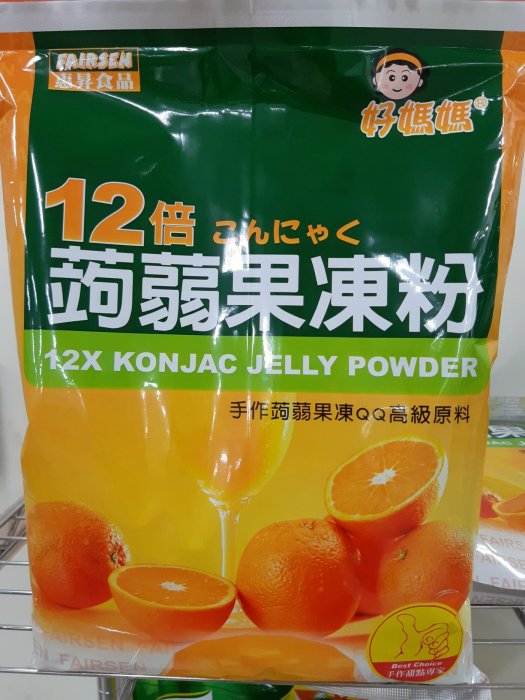 FAIRSEN
惠昇食品
好媽媽®
12倍 こんにゃく
蒟蒻果凍粉
12X KONJAC JELLY POWDER
手作蒟蒻果凍QQ高級原料
Best Choice
手作甜點專家
FAIRSEN
FAIRSEN